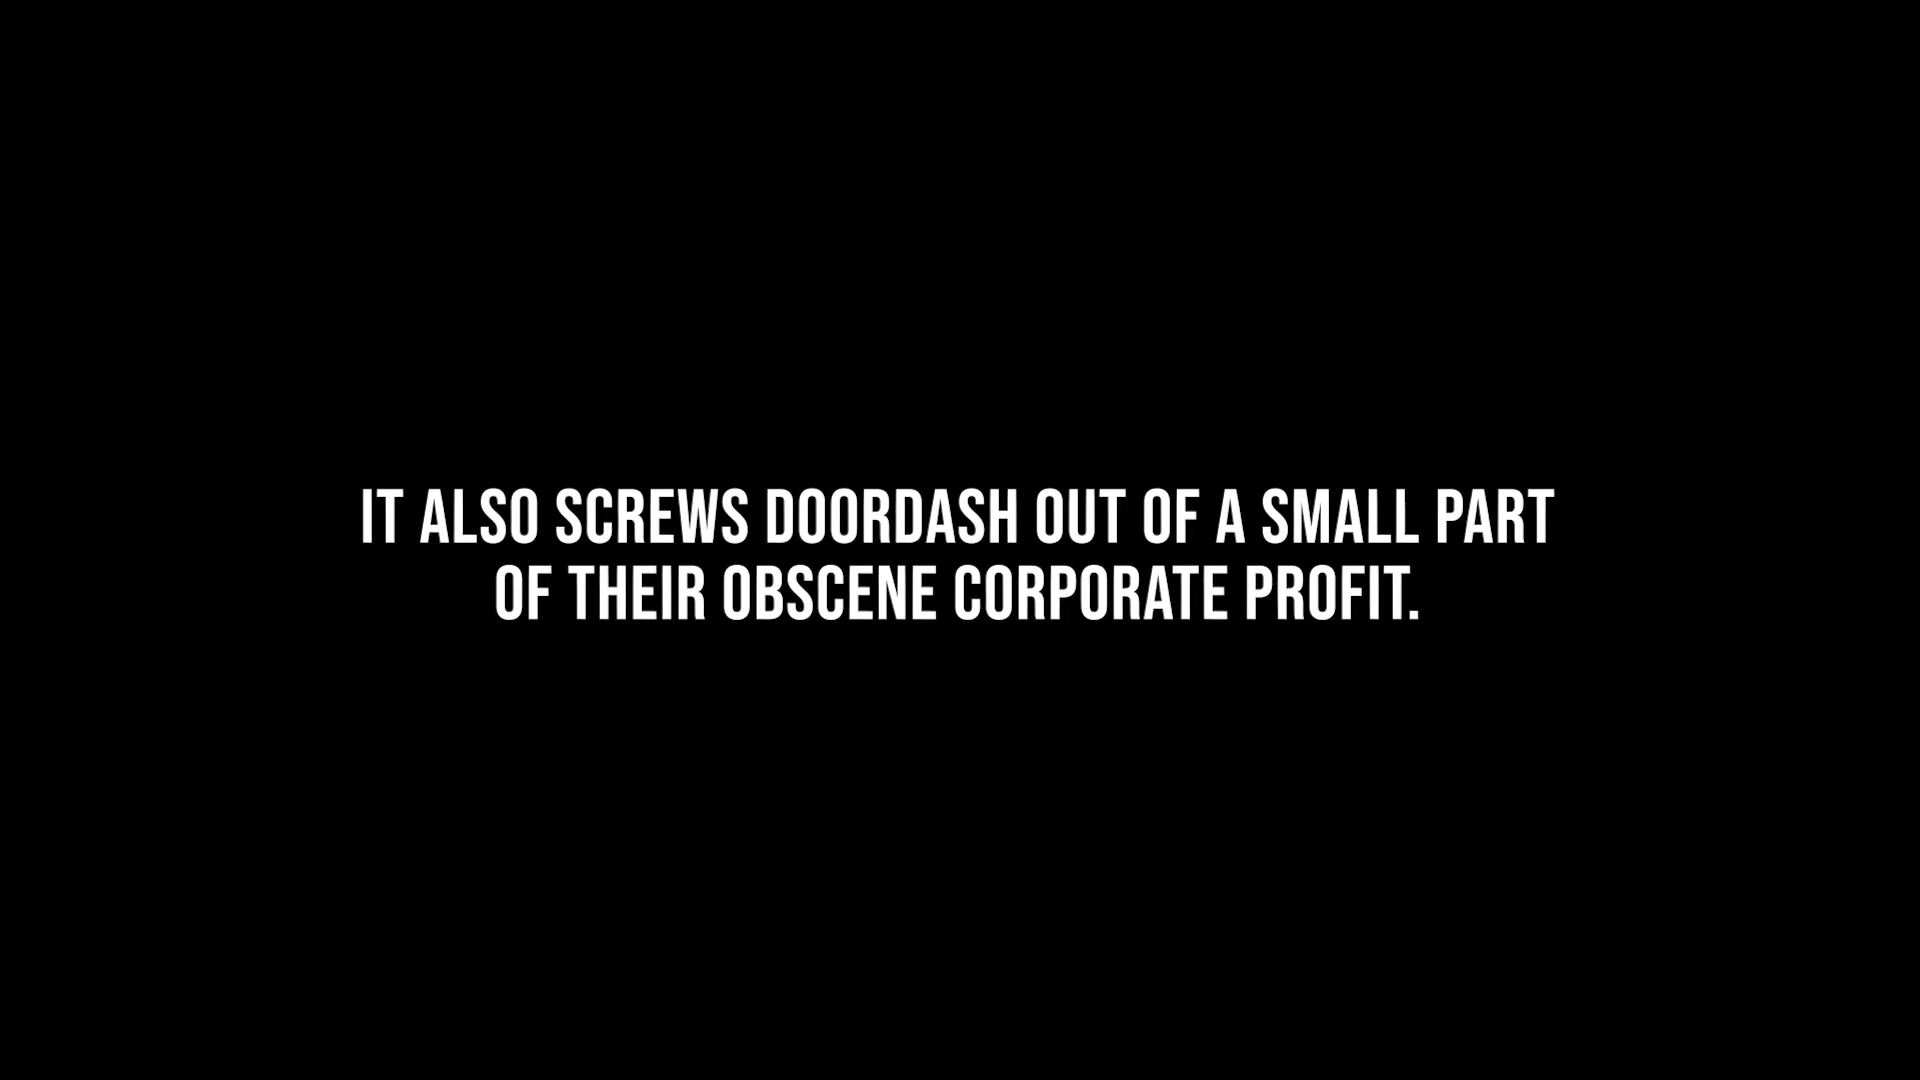 IT ALSO SCREWS DOORDASH OUT OF A SMALL PART
OF THEIR OBSCENE CORPORATE PROFIT.